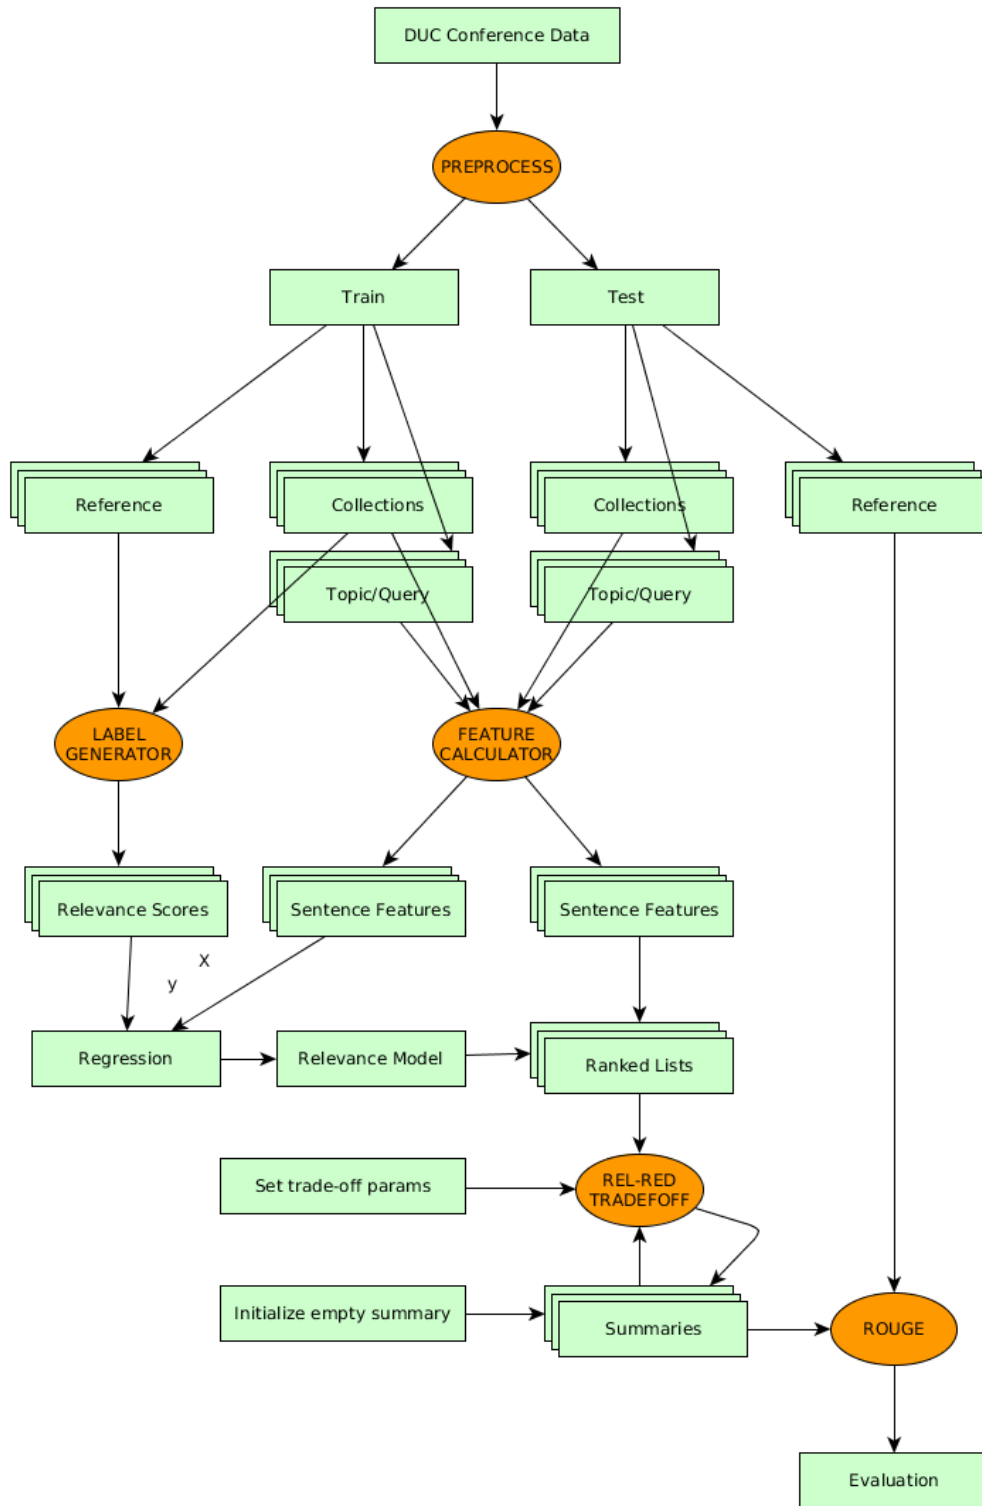 DUC Conference Data
PREPROCESS
Train
Test
Reference
Collections
Collections
Reference
Topic/Query
Topic/Query
LABEL
GENERATOR
FEATURE
CALCULATOR
Relevance Scores
Sentence Features
Sentence Features
X
y
Regression
Relevance Model
Ranked Lists
Set trade-off params
REL-RED
TRADEFOFF
Initialize empty summary
Summaries
ROUGE
Evaluation